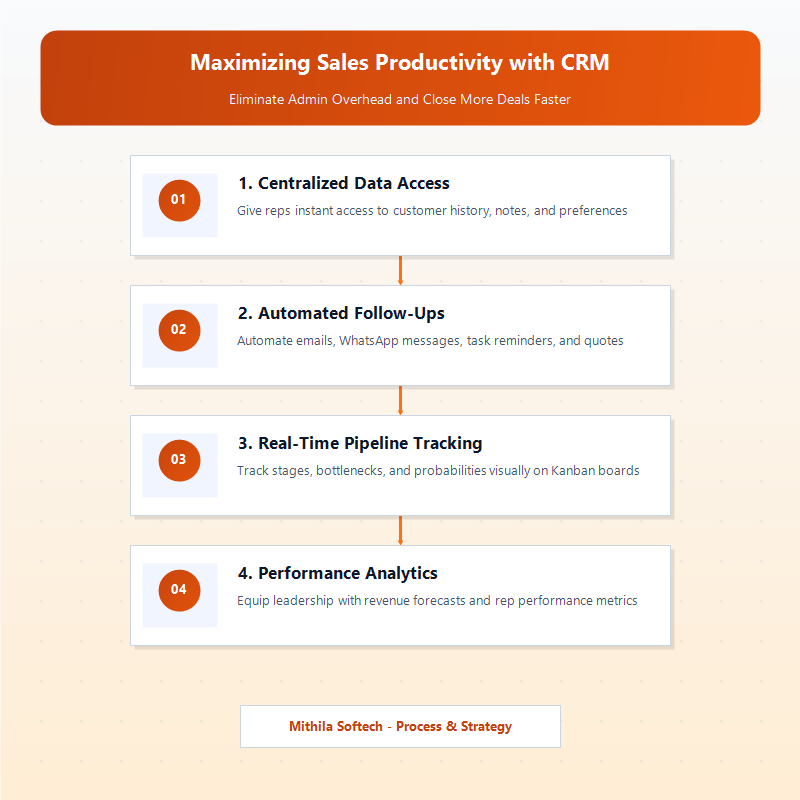 Maximizing Sales Productivity with CRM
Eliminate Admin Overhead and Close More Deals Faster
01
1. Centralized Data Access
Give reps instant access to customer history, notes, and preferences
02
2. Automated Follow-Ups
Automate emails, WhatsApp messages, task reminders, and quotes
03
3. Real-Time Pipeline Tracking
Track stages, bottlenecks, and probabilities visually on Kanban boards
04
4. Performance Analytics
Equip leadership with revenue forecasts and rep performance metrics
Mithila Softech - Process & Strategy